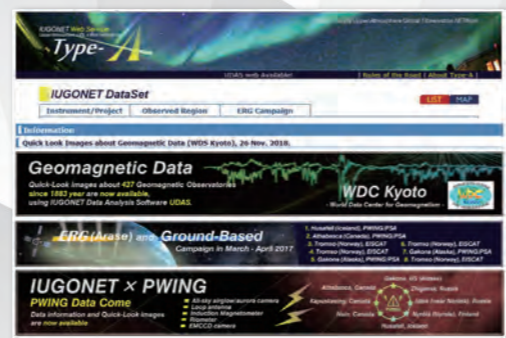 IUGONET Web Service
Type-A
UDAS web Available!
| Rules of the Road | About Type-A |
IUGONET DataSet
Instrument/Project
Observed Region
ERG Campaign
LIST
MAP
Information
Quick Look Images about Geomagnetic Data (WDS Kyoto), 26 Nov. 2018.
Geomagnetic Data
Quick-Look images about 427 Geomagnetic Observatories
since 1883 year are now available,
using IUGONET Data Analysis Software UDAS.
WDC Kyoto
- World Data Center for Geomagnetism -
ERG (Arase) and Ground-Based
Campaign in March - April 2017
1. Husafell (Iceland), PWING/PSA
2. Athabasca (Canada), PWING/PSA
3. Tromso (Norway), EISCAT
4. Tromso (Norway), EISCAT
5. Gakona (Alaska), PWING/PSA
6. Tromso (Norway), EISCAT
7. Gakona (Alaska), PWING/PSA
8. Tromso (Norway), EISCAT
IUGONET × PWING
PWING Data Come
Data information and Quick-Look images
are now available
All-sky airglow/aurora camera
Loop antenna
Induction Magnetometer
Riometer
EMCCD camera
Gakona, US (Alaska)
Athabasca, Canada
Zhigansk, Russia
Kapuskasing, Canada
Nain, Canada
Nyrola (Norola), Finland
Husafell, Iceland